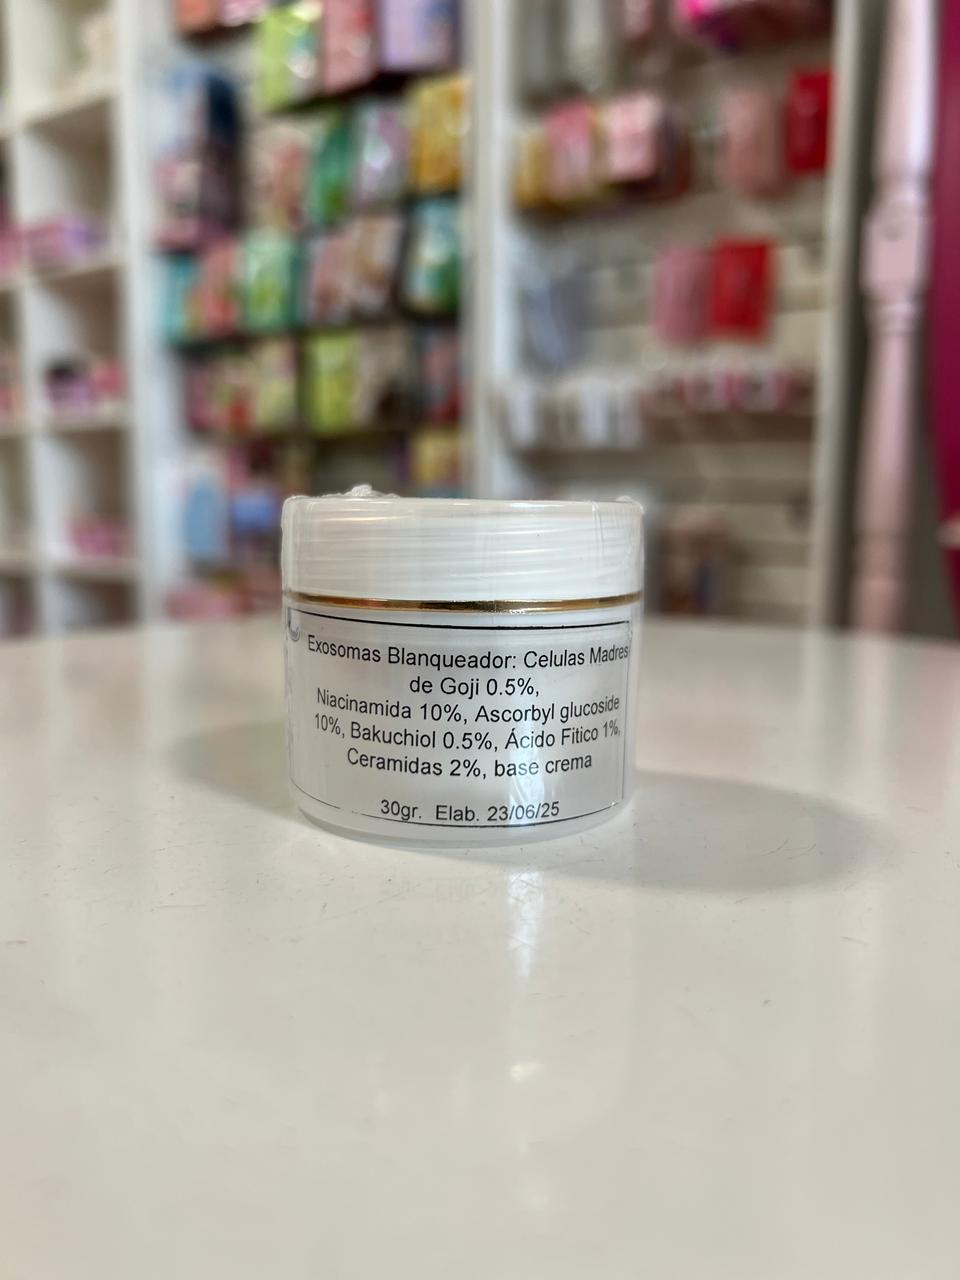 Exosomas Blanqueador: Celulas Madres
de Goji 0.5%,
Niacinamida 10%, Ascorbyl glucoside
10%, Bakuchiol 0.5%, Ácido Fitico 1%,
Ceramidas 2%, base crema
30gr. Elab. 23/06/25